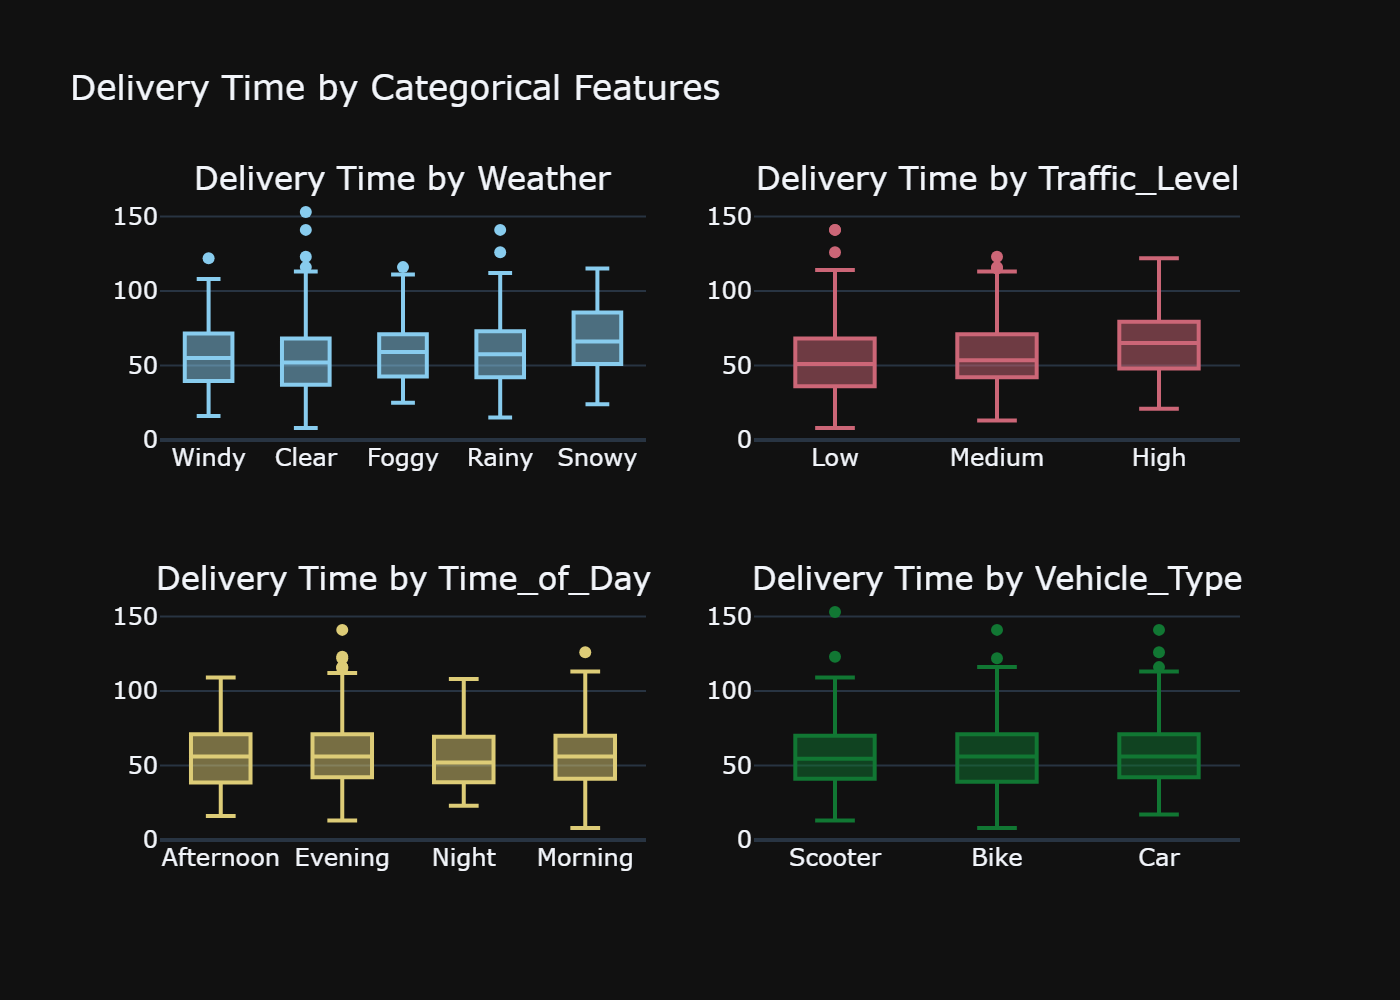 Delivery Time by Categorical Features
Delivery Time by Weather
150
100
50
0
Windy Clear Foggy Rainy Snowy
Delivery Time by Traffic_Level
150
100
50
0
Low Medium High
Delivery Time by Time_of_Day
150
100
50
0
Afternoon Evening Night Morning
Delivery Time by Vehicle_Type
150
100
50
0
Scooter Bike Car